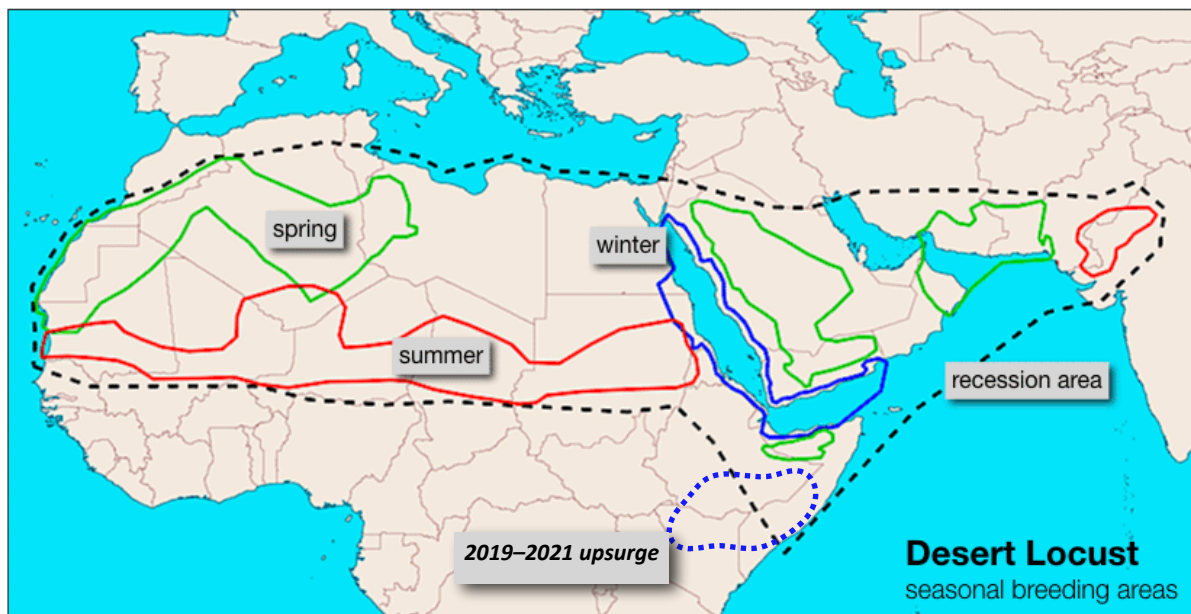 spring
winter
summer
recession area
2019–2021 upsurge
Desert Locust
seasonal breeding areas